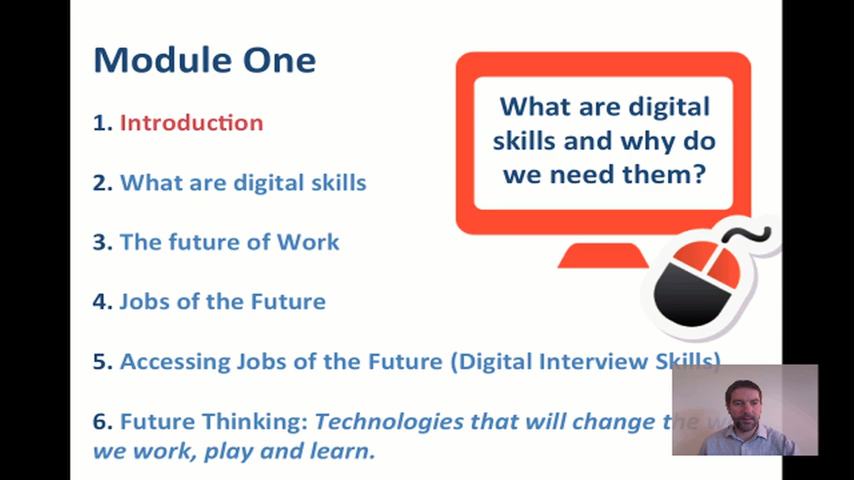 Module One
What are digital
skills and why do
we need them?
1. Introduction
2. What are digital skills
3. The future of Work
4. Jobs of the Future
5. Accessing Jobs of the Future (Digital Interview Skills)
6. Future Thinking: Technologies that will change the
we work, play and learn.